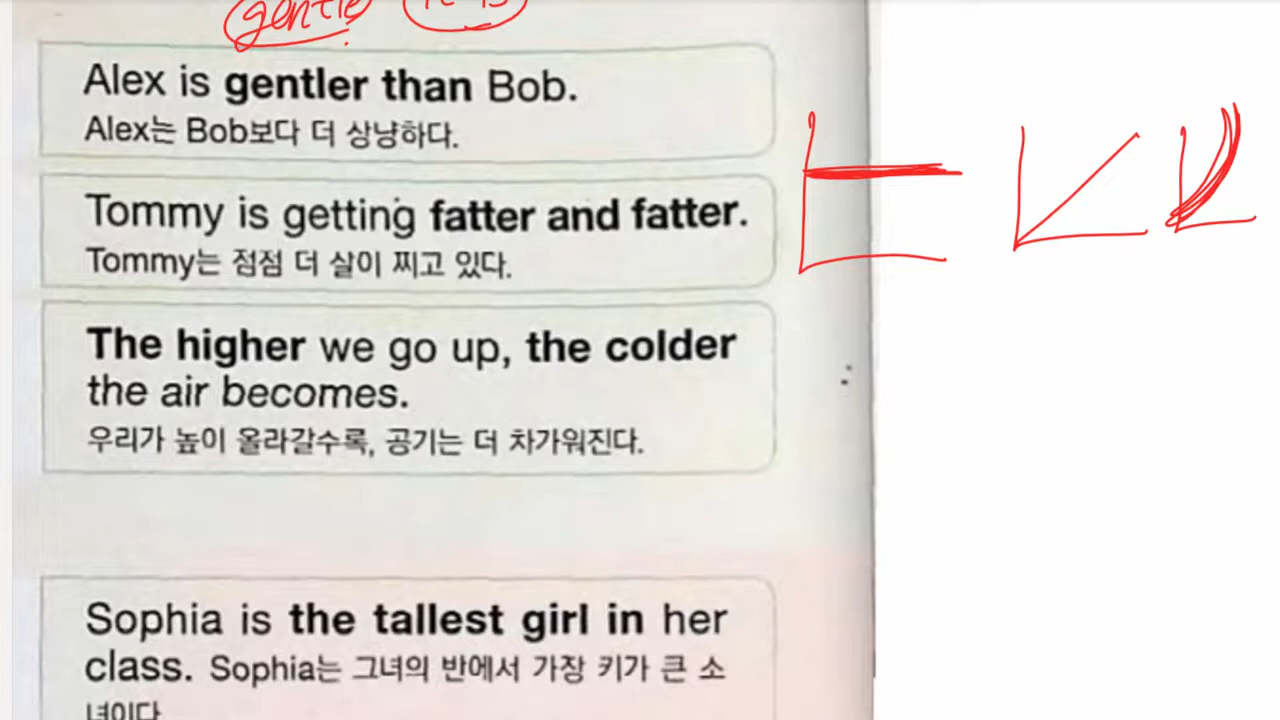 gentle
Alex is gentler than Bob.
Alex는 Bob보다 더 상냥하다.
Tommy is getting fatter and fatter.
Tommy는 점점 더 살이 찌고 있다.
The higher we go up, the colder
the air becomes.
우리가 높이 올라갈수록, 공기는 더 차가워진다.
Sophia is the tallest girl in her
class. Sophia는 그녀의 반에서 가장 키가 큰 소
녀이다